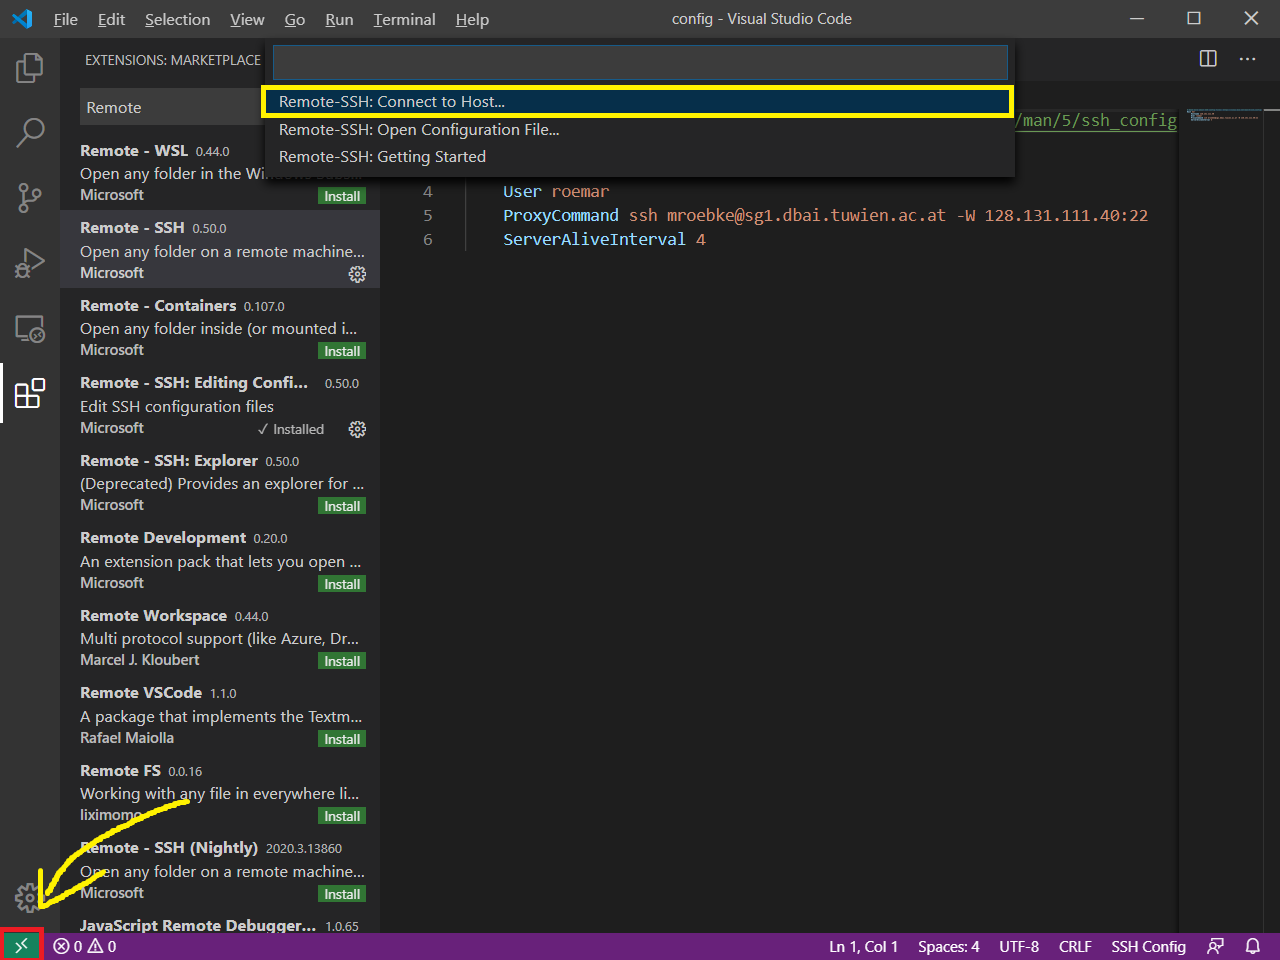 File Edit Selection View Go Run Terminal Help
config - Visual Studio Code
EXTENSIONS: MARKETPLACE
Remote
Remote-SSH: Connect to Host...
Remote-SSH: Open Configuration File...
Remote-SSH: Getting Started
/man/5/ssh_config
4 User roemar
5 ProxyCommand ssh mroebke@sg1.dbai.tuwien.ac.at -W 128.131.111.40:22
6 ServerAliveInterval 4
Remote - WSL 0.44.0
Open any folder in the
Microsoft Install
Remote - SSH 0.50.0
Open any folder on a remote machine...
Microsoft
Remote - Containers 0.107.0
Open any folder inside (or mounted i...
Microsoft Install
Remote - SSH: Editing Confi... 0.50.0
Edit SSH configuration files
Microsoft ✓ Installed
Remote - SSH: Explorer 0.50.0
(Deprecated) Provides an explorer for ...
Microsoft Install
Remote Development 0.20.0
An extension pack that lets you open ...
Microsoft Install
Remote Workspace 0.44.0
Multi protocol support (like Azure, Dr...
Marcel J. Kloubert Install
Remote VSCode 1.1.0
A package that implements the Textm...
Rafael Maiolla Install
Remote FS 0.0.16
Working with any file in everywhere li...
liximomo Install
Remote - SSH (Nightly) 2020.3.13860
Open any folder on a remote machine...
Microsoft Install
JavaScript Remote Debugger... 1.0.65
0 0
Ln 1, Col 1 Spaces: 4 UTF-8 CRLF SSH Config